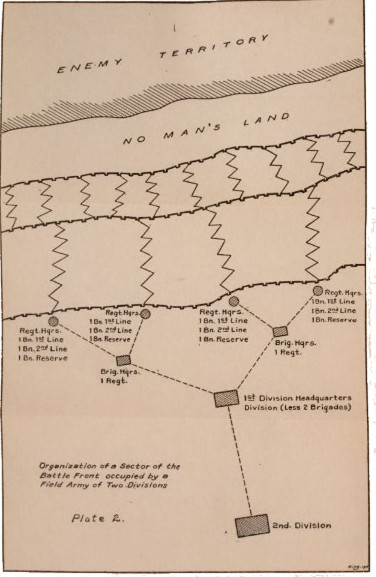 ENEMY TERRITORY
NO MAN'S LAND
Regt. Hqrs.
1 Bn. 1st Line
1 Bn. 2nd Line
1 Bn. Reserve
Regt. Hqrs.
1 Bn. 1st Line
1 Bn. 2nd Line
1 Bn. Reserve
Regt. Hqrs.
1 Bn. 1st Line
1 Bn. 2nd Line
1 Bn. Reserve
Regt. Hqrs.
1 Bn. 1st Line
1 Bn. 2nd Line
1 Bn. Reserve
Brig. Hqrs.
1 Regt.
Brig. Hqrs.
1 Regt.
1st Division Headquarters
Division (Less 2 Brigades)
Organization of a Sector of the
Battle Front occupied by a
Field Army of Two Divisions
Plate 2.
2nd. Division